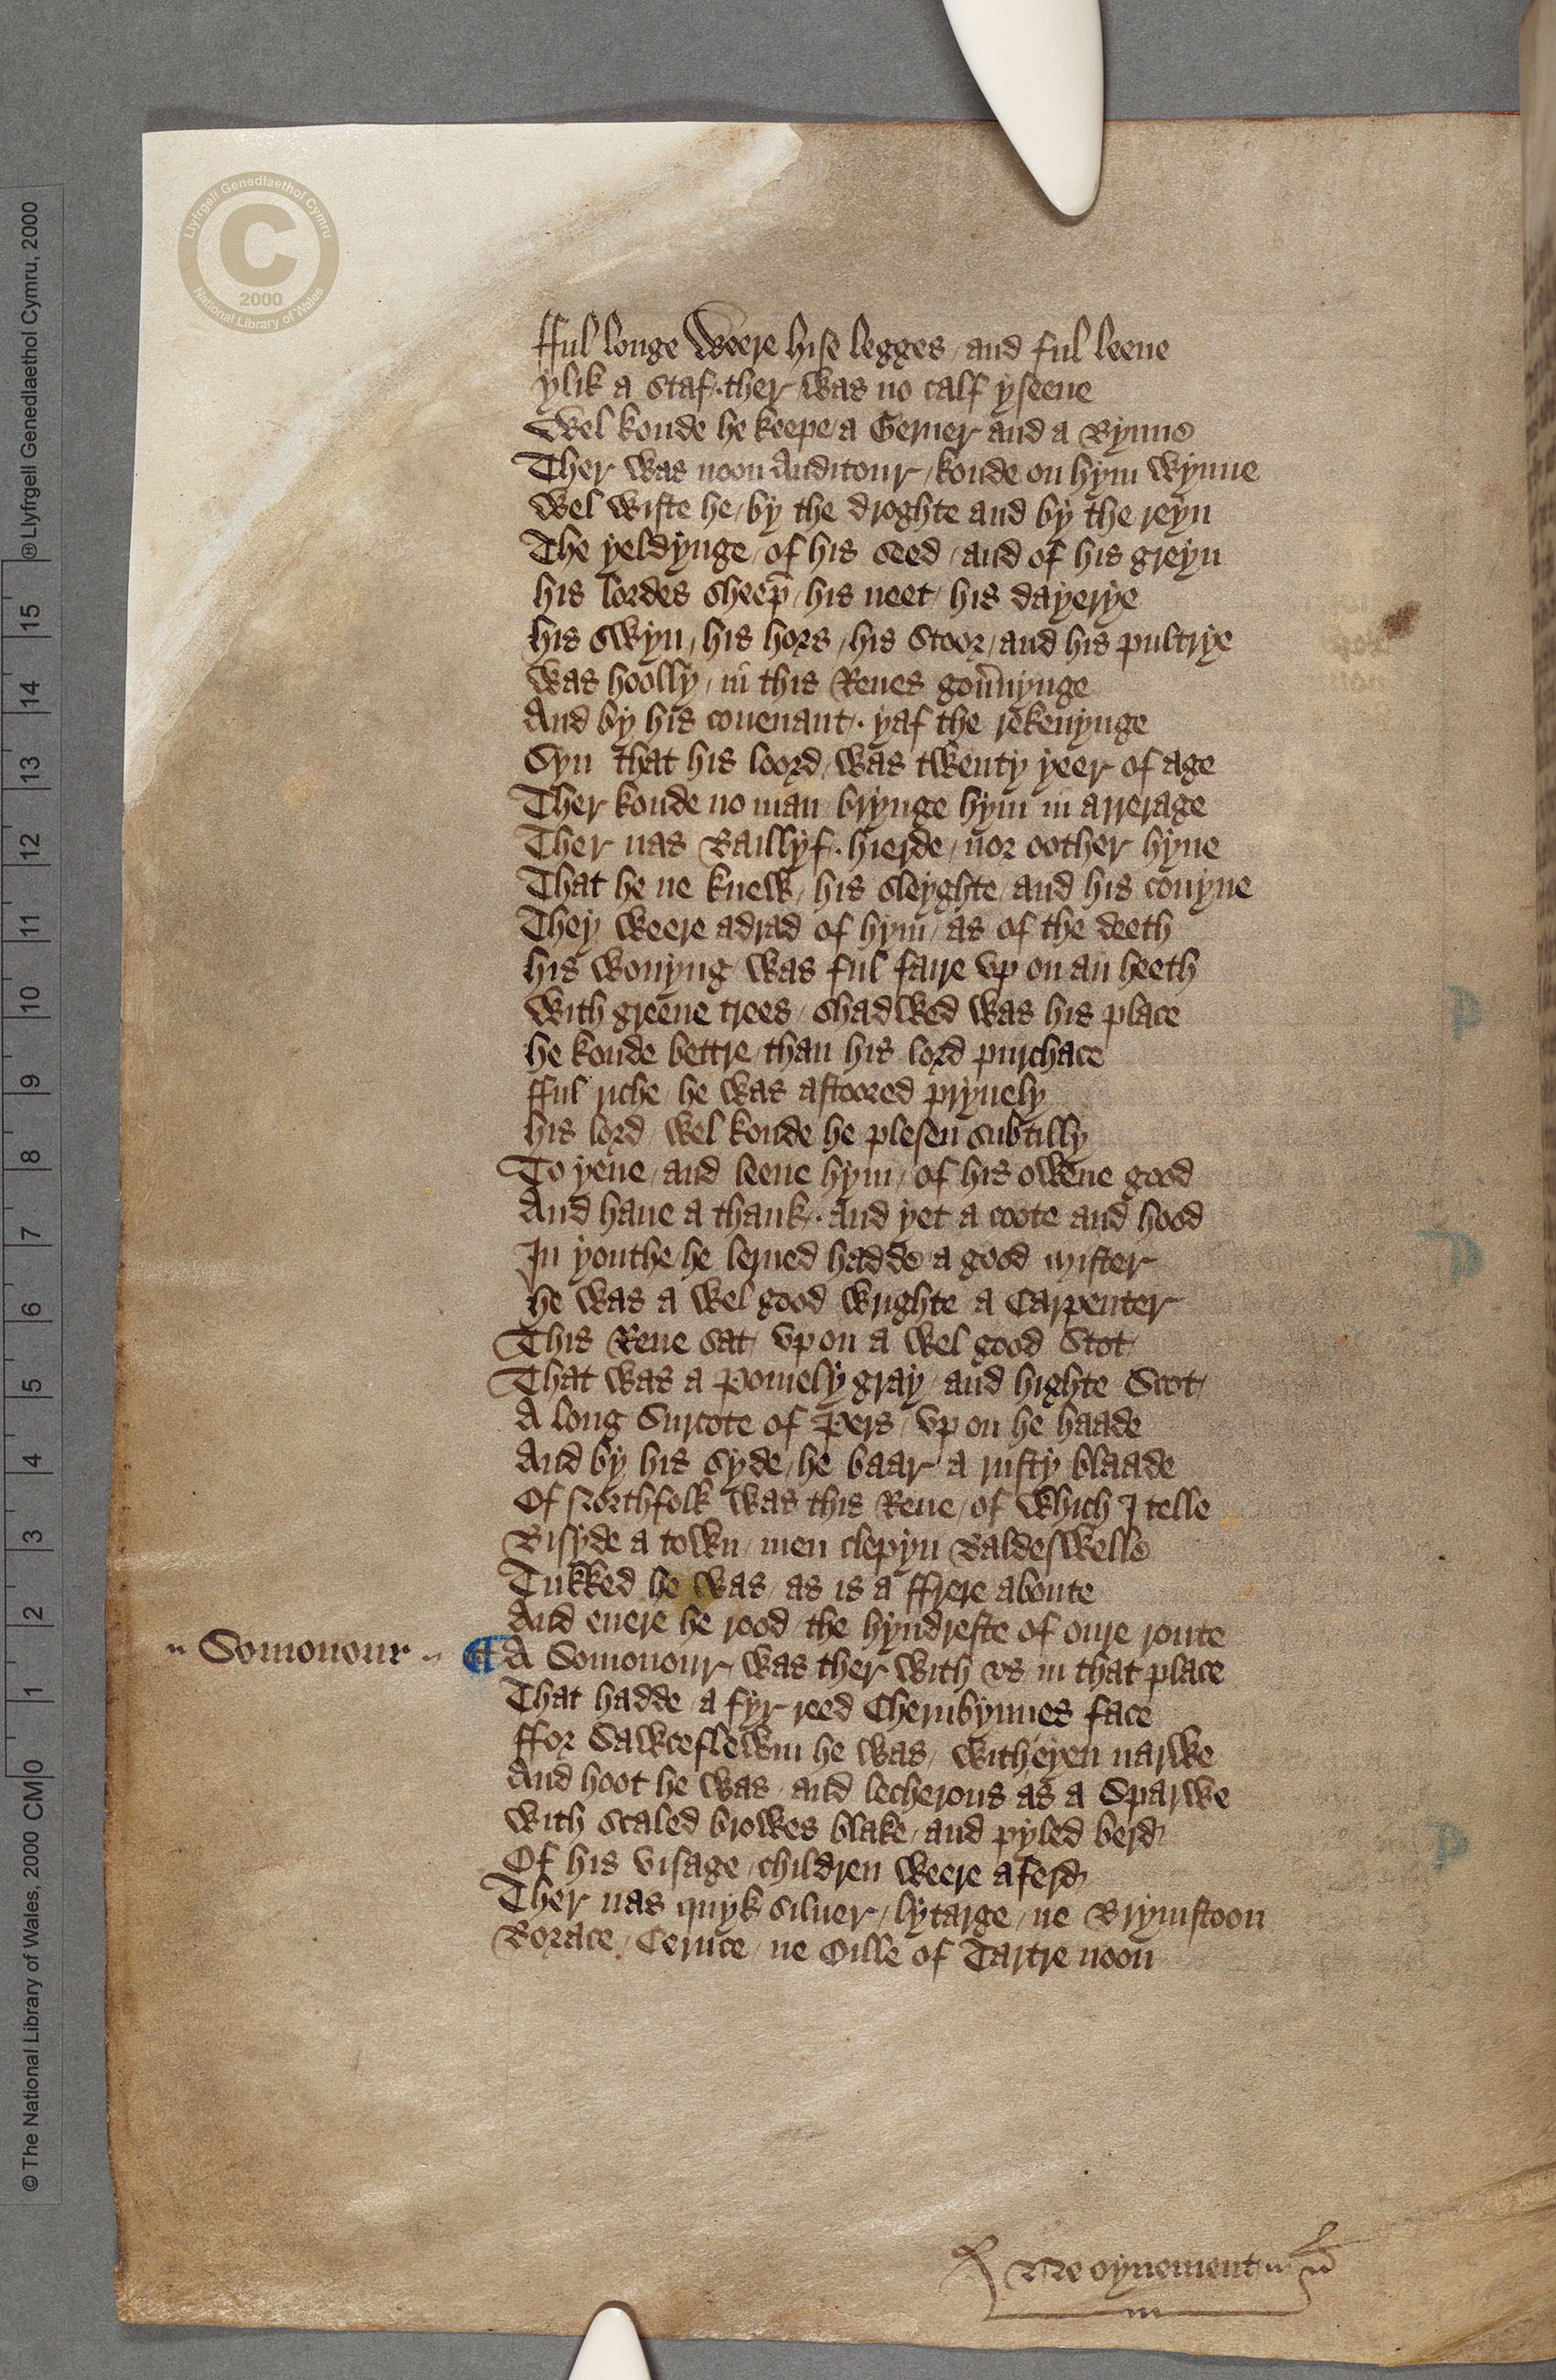 Llyfrgell Genedlaethol Cymru
C
2000
National Library of Wales
® Llyfrgell Genedlaethol Cymru, 2000
15
14
13
12
11
10
9
8
7
6
5
4
3
2
1
0
© The National Library of Wales, 2000 CM
fful longe weere hise legges / and ful leene
ylik a staf · ther was no calf yseene
Wel koude he keepe / a Gerner and a Bynne
Ther was noon Auditour / koude on hym wynne
Wel wiste he / by the droghte and by the reyn
The yeldynge / of his seed / and of his greyn
his lordes sheep̄ / his neet / his dayerye
his swyn / his hors / his Stoor / and his pultrye
Was hoolly / in this Reues gou̅nynge
And by his couenant · yaf the rekenynge
Syn that his loord / was twenty yeer of age
Ther koude no man brynge hym in arrerage
Ther nas Baillyf · hierde / nor oother hyne
That he ne knew / his sleyghte / and his couyne
They weere adrad of hym / as of the deeth
his wonyng / was ful faire vp on an heeth
With greene trees / shadwed was his place
he koude bettre / than his lord purchace
fful riche / he was astoored pryuely
his lord / wel koude he plesen subtilly
To yeue / and leene hym / of his owene good
And haue a thank · and yet a coote and hood
In youthe / he lerned hadde a good mister
he was a wel good wrighte a Carpenter
This Reue sat vp on a wel good Stot
That was a Pomely gray / and highte Scot
A long Surcote of Pers / vp on he haade
And by his syde / he baar a rusty blaade
Of Northfolk was this Reue / of which I telle
Bisyde a town / men clepyn Baldeswelle
Tukked he was / as is a ffrere aboute
And euere he rood / the hyndreste of oure route
Somonour
¶ A Somonour was ther with vs in that place
That hadde a fyr reed Cherubynnes face
ffor Sawceflewm he was / with eyen narwe
And hoot he was / and lecherous as a Sparwe
With scaled browes blake / and pyled berd
Of his visage / children weere aferd
Ther nas quyk siluer / lytarge / ne Brymstoon
Borace / Ceruce / ne Oille of Tartre noon
Ne oynement